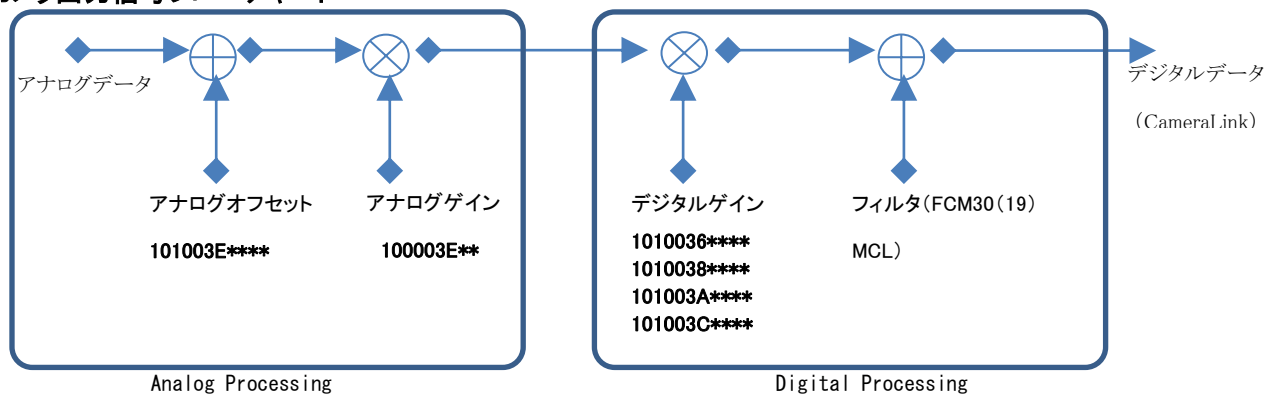 アナログデータ
デジタルデータ
(CameraLink)
アナログオフセット
101003E****
アナログゲイン
100003E**
デジタルゲイン
1010036****
1010038****
101003A****
101003C****
フィルタ(FCM30(19)
MCL)
Analog Processing
Digital Processing